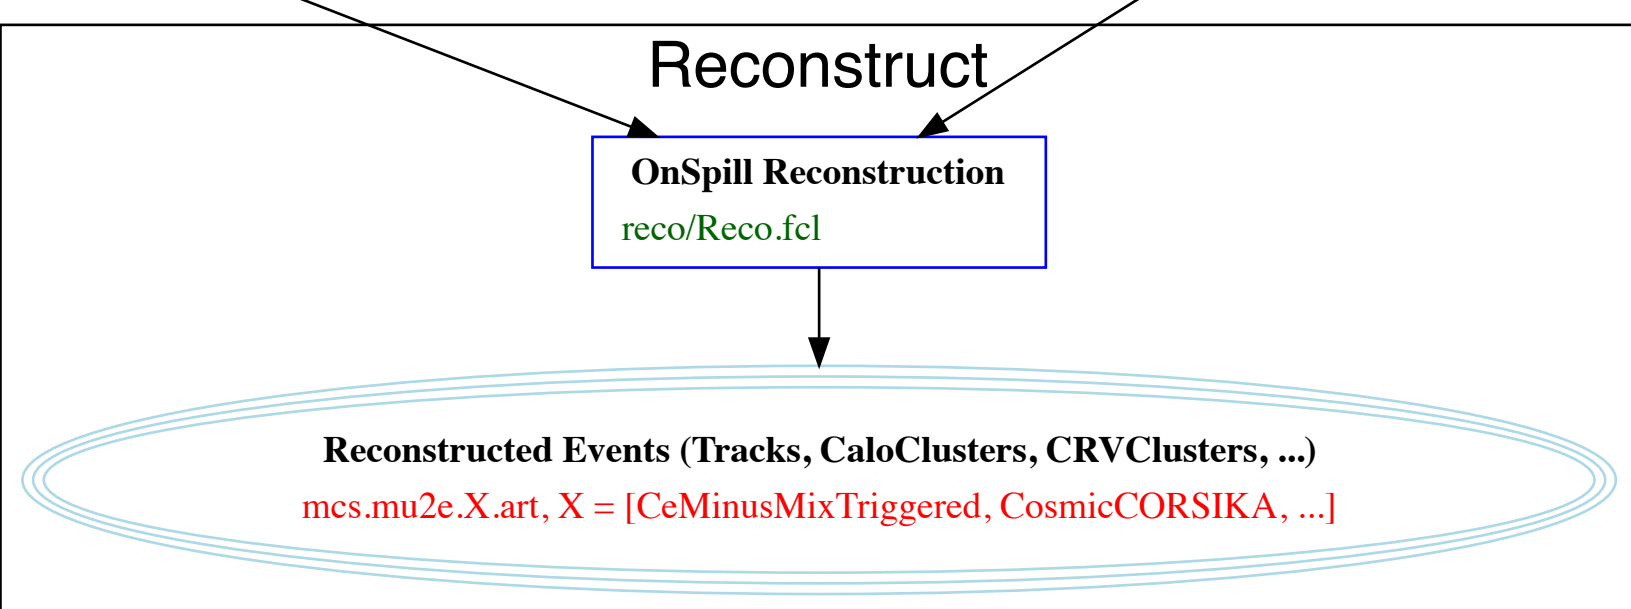 Reconstruct
OnSpill Reconstruction
reco/Reco.fcl
Reconstructed Events (Tracks, CaloClusters, CRVClusters, ...)
mcs.mu2e.X.art, X = [CeMinusMixTriggered, CosmicCORSIKA, ...]